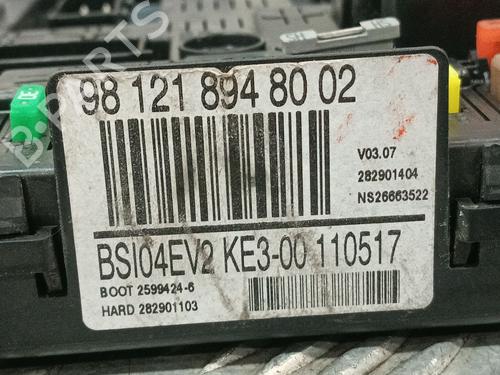 98 121 894 80 02
V03.07
282901404
NS26663522
BSI04EV2 KE3-00 110517
BOOT 2599424-6
HARD 282901103